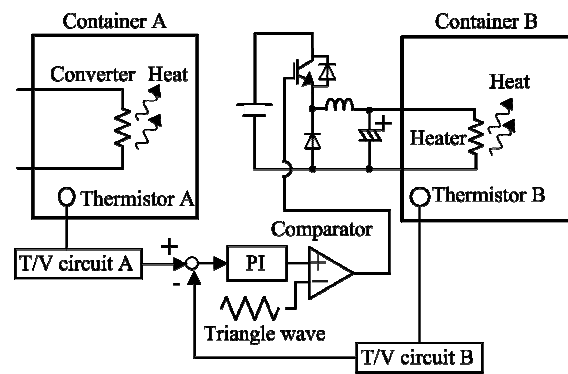 Container A
Container B
Converter Heat
Heat
Heater
Thermistor A
Thermistor B
Comparator
T/V circuit A
+
-
PI
+
−
+
Triangle wave
T/V circuit B